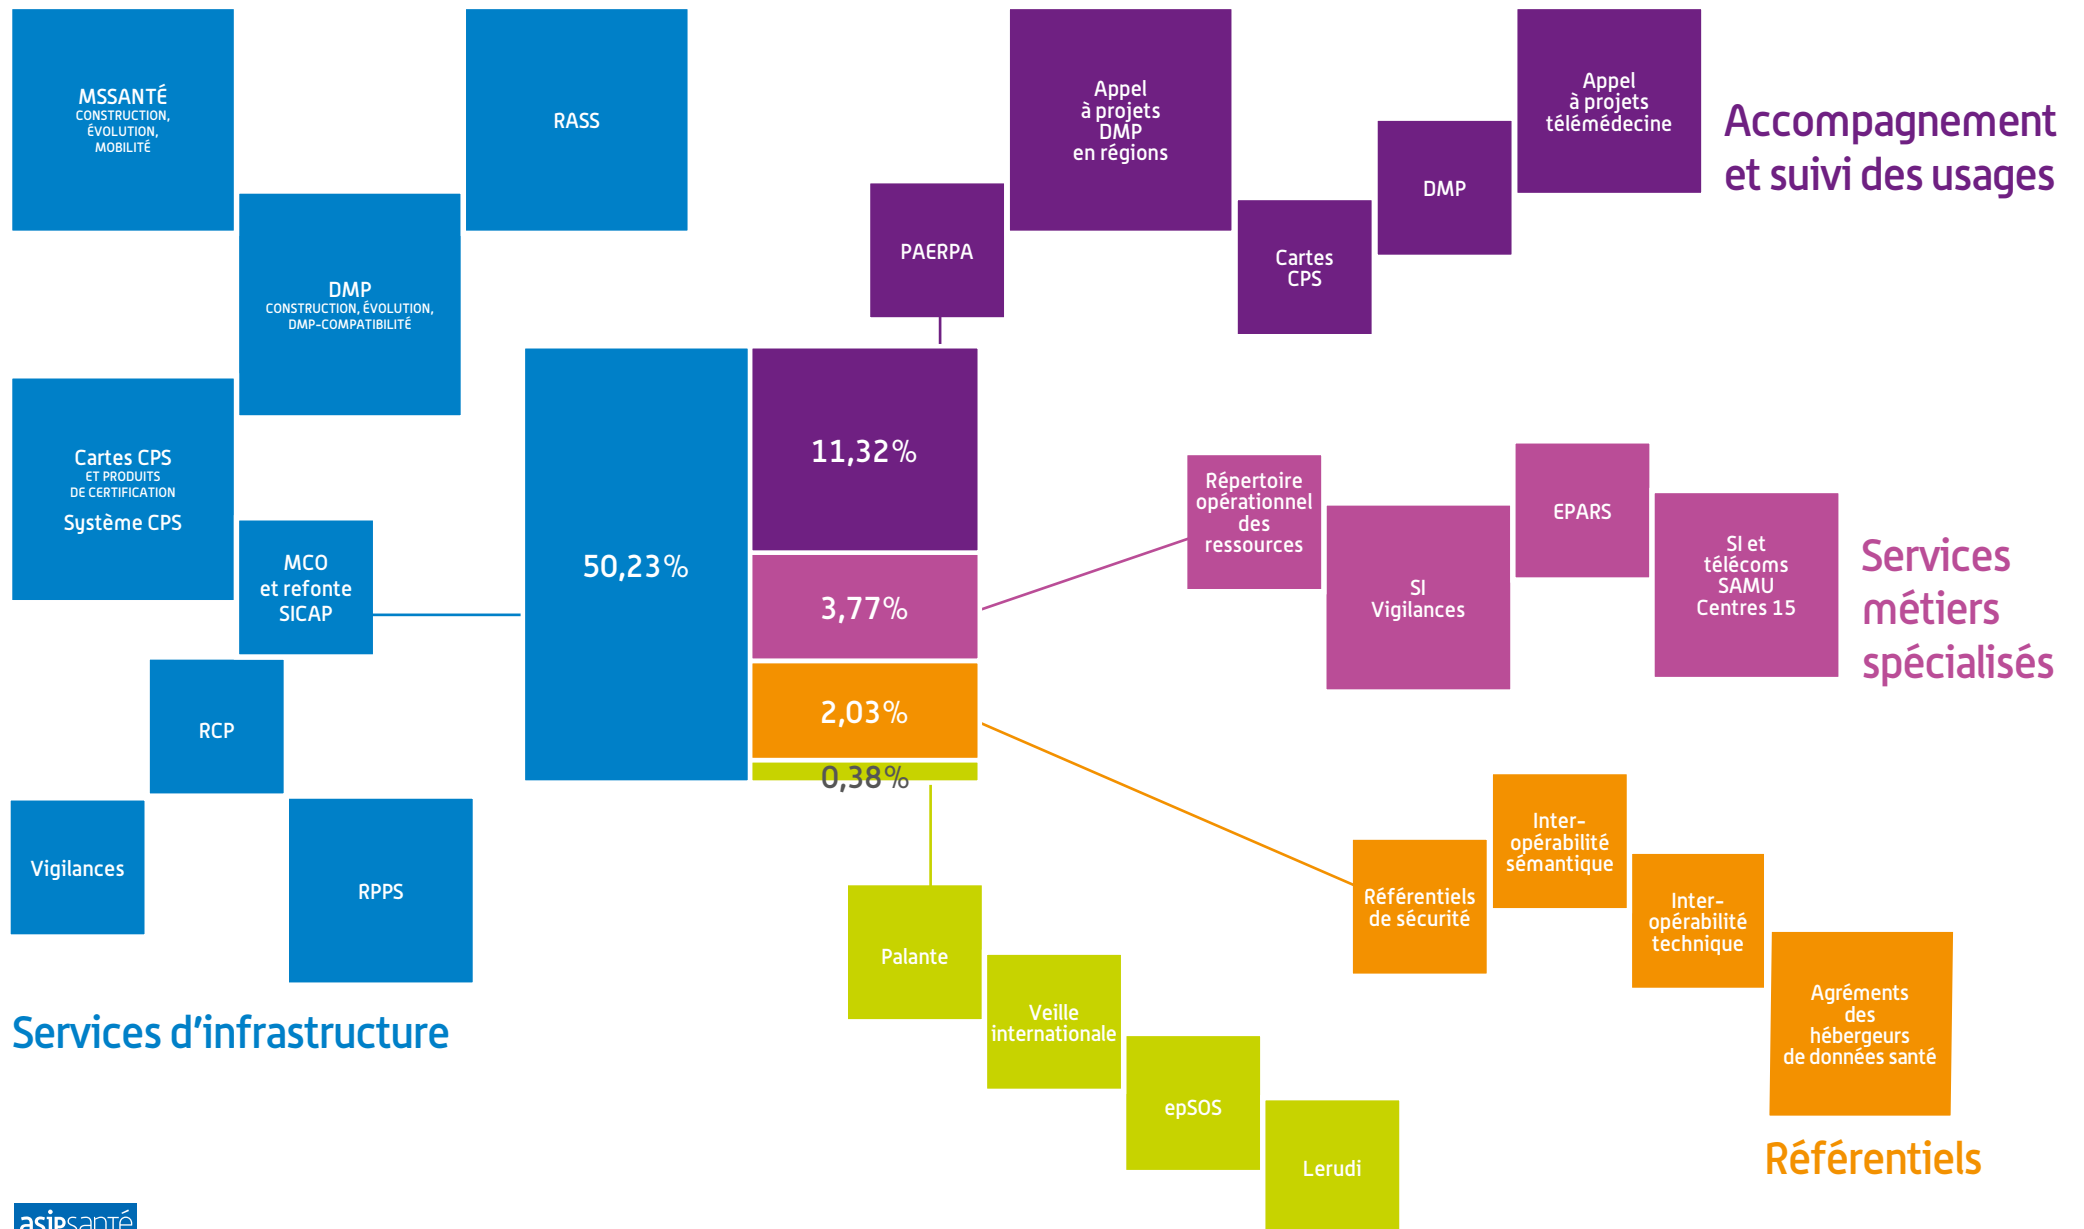 MSSANTÉ
CONSTRUCTION,
ÉVOLUTION,
MOBILITÉ
RASS
DMP
CONSTRUCTION, ÉVOLUTION,
DMP-COMPATIBILITÉ
Cartes CPS
ET PRODUITS
DE CERTIFICATION
Système CPS
MCO
et refonte
SICAP
RCP
Vigilances
RPPS
Services d'infrastructure
50,23%
11,32%
3,77%
2,03%
0,38%
PAERPA
Appel
à projets
DMP
en régions
Cartes
CPS
DMP
Appel
à projets
télémédecine
Accompagnement
et suivi des usages
Répertoire
opérationnel
des
ressources
SI
Vigilances
EPARS
SI et
télécoms
SAMU
Centres 15
Services
métiers
spécialisés
Référentiels
de sécurité
Inter-
opérabilité
sémantique
Inter-
opérabilité
technique
Agréments
des
hébergeurs
de données santé
Référentiels
Palante
Veille
internationale
epSOS
Lerudi
asipsanté